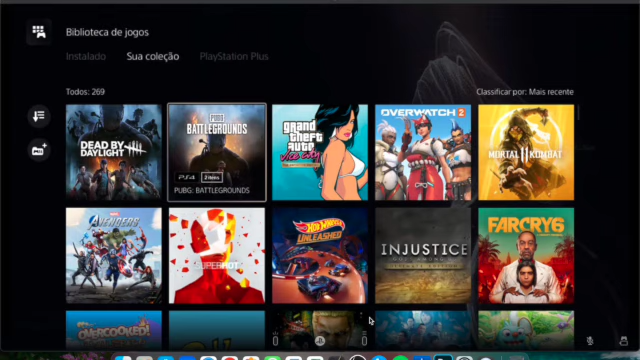 Biblioteca de jogos
Instalado
Sua coleção
PlayStation Plus
Todos: 269
Classificar por: Mais recente
DEAD BY
DAYLIGHT
PUBG
BATTLEGROUNDS
PS4
2 itens
PUBG: BATTLEGROUNDS
grand
theft
auto
VICE CITY
OVERWATCH 2
MORTAL KOMBAT
11
MARVEL
AVENGERS
SUPERHOT
HOT WHEELS
UNLEASHED
INJUSTICE
FARCRY6
OVERCOOKED!